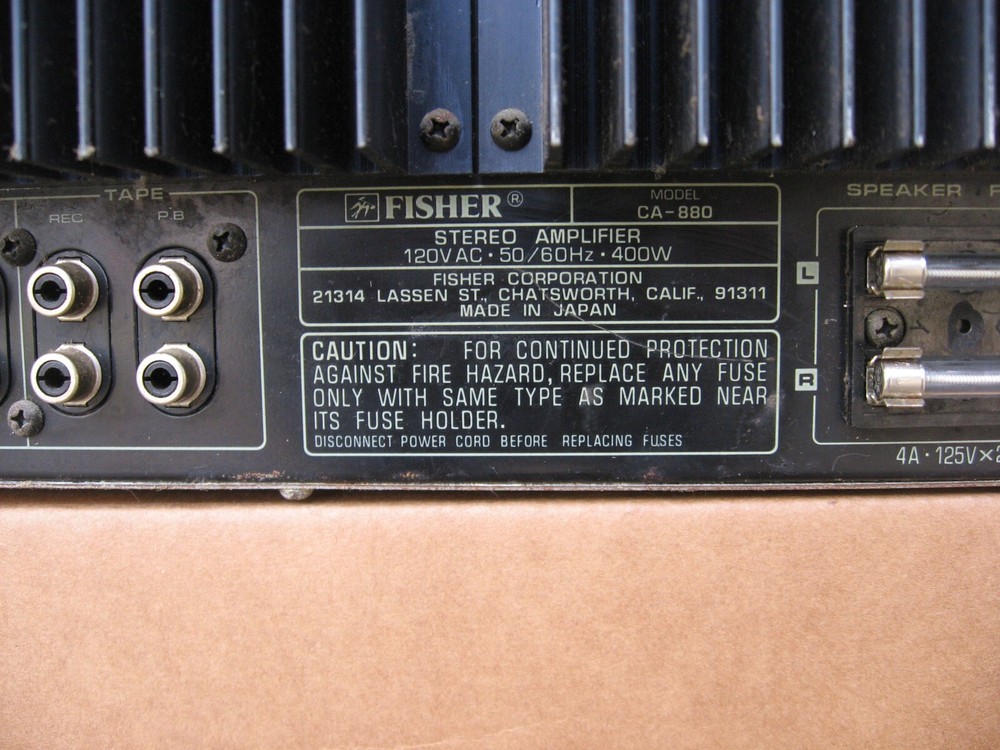 TAPE
REC P.B
FISHER® MODEL
CA-880
STEREO AMPLIFIER
120VAC·50/60Hz·400W
FISHER CORPORATION
21314 LASSEN ST., CHATSWORTH, CALIF., 91311
MADE IN JAPAN
CAUTION: FOR CONTINUED PROTECTION
AGAINST FIRE HAZARD, REPLACE ANY FUSE
ONLY WITH SAME TYPE AS MARKED NEAR
ITS FUSE HOLDER.
DISCONNECT POWER CORD BEFORE REPLACING FUSES
SPEAKER
L
R
4A·125V×2